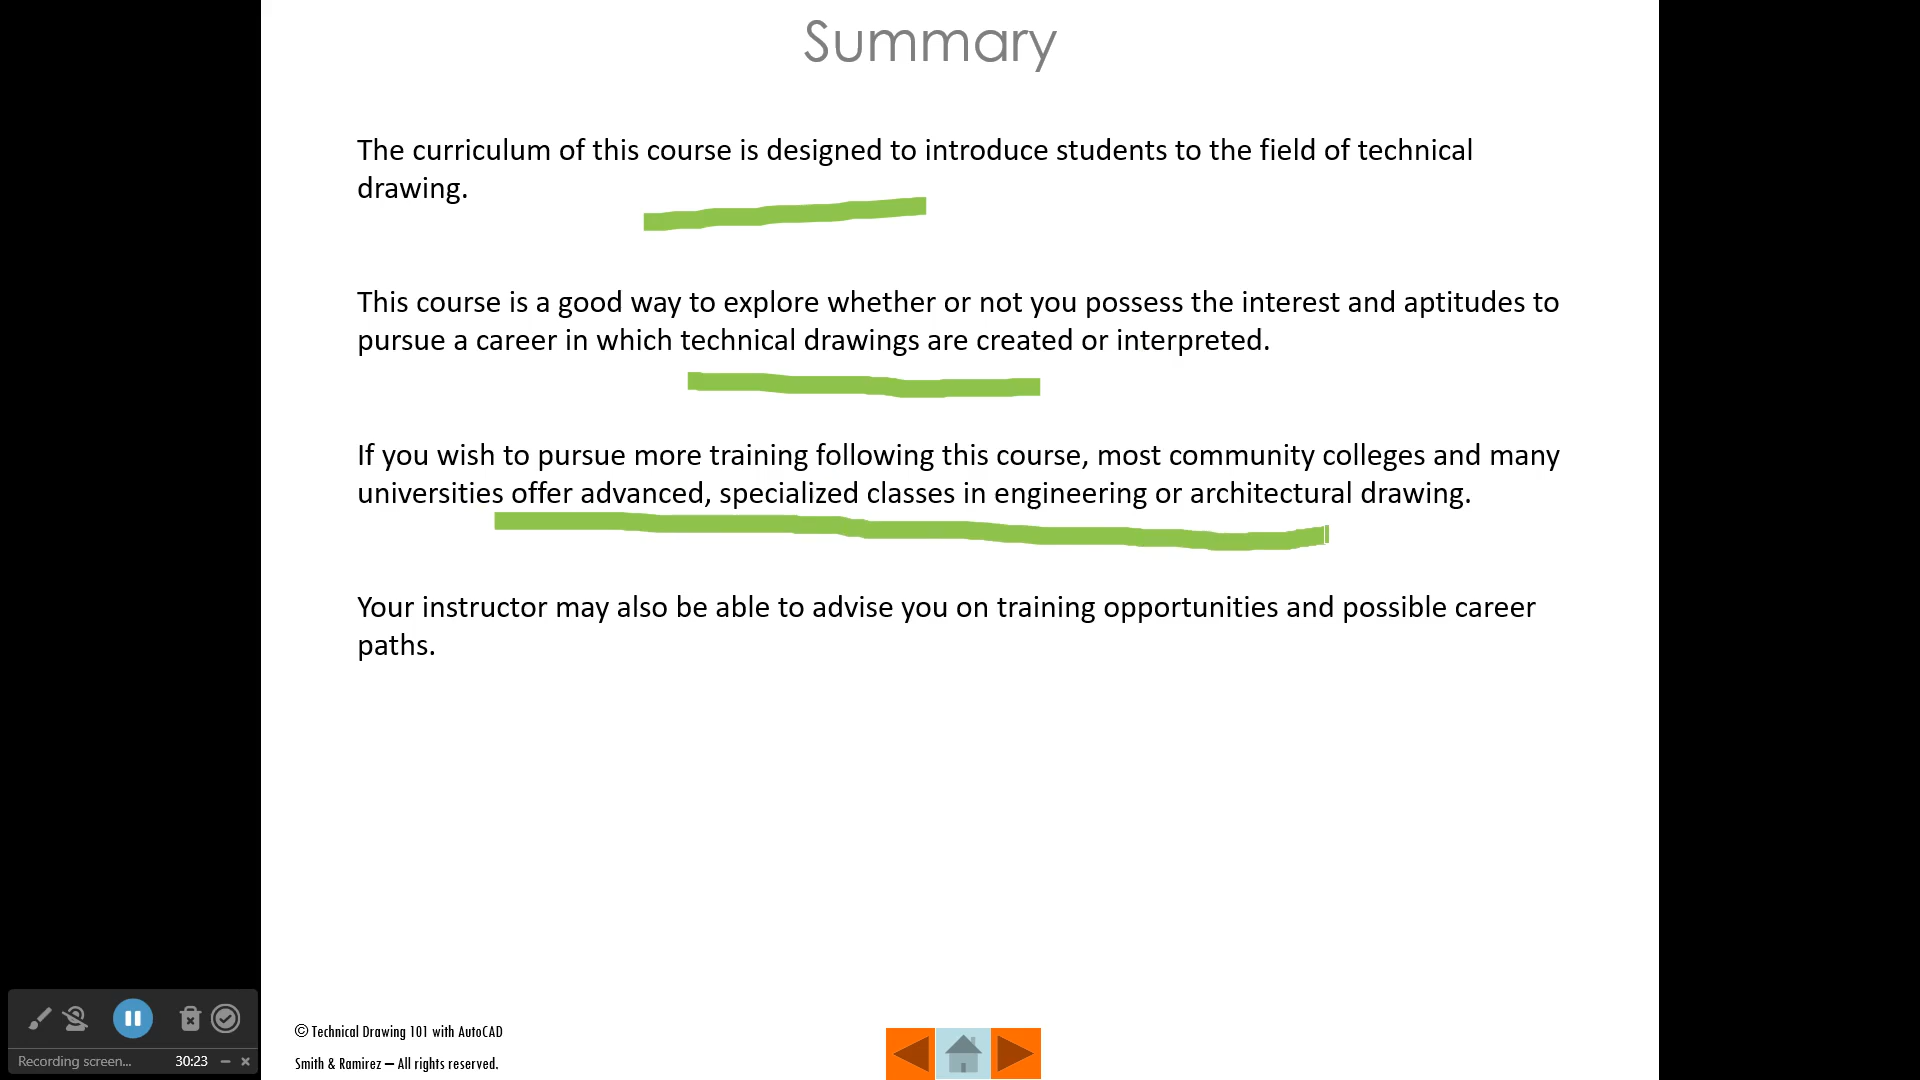 Summary
The curriculum of this course is designed to introduce students to the field of technical
drawing.
This course is a good way to explore whether or not you possess the interest and aptitudes to
pursue a career in which technical drawings are created or interpreted.
If you wish to pursue more training following this course, most community colleges and many
universities offer advanced, specialized classes in engineering or architectural drawing.
Your instructor may also be able to advise you on training opportunities and possible career
paths.
© Technical Drawing 101 with AutoCAD
Smith & Ramirez – All rights reserved.
Recording screen... 30:23